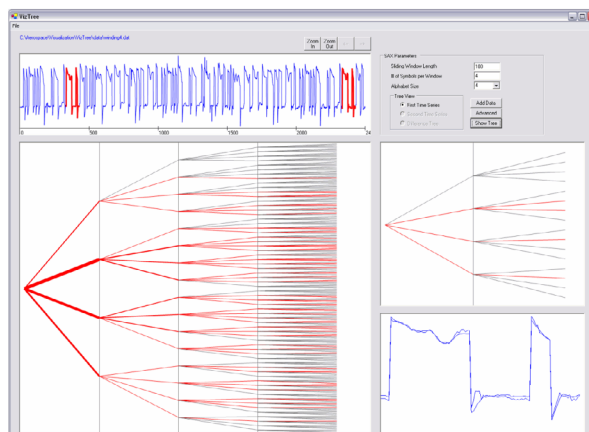 VizTree
File
C:\Workspace\Visualization\VizTree\data\winding4.dat
Zoom In
Zoom Out
SAX Parameters
Sliding Window Length 100
# of Symbols per Window 4
Alphabet Size 4
Tree View
First Time Series
Second Time Series
Difference Tree
Add Data
Advanced
Show Tree
0 500 1000 1500 2000 24